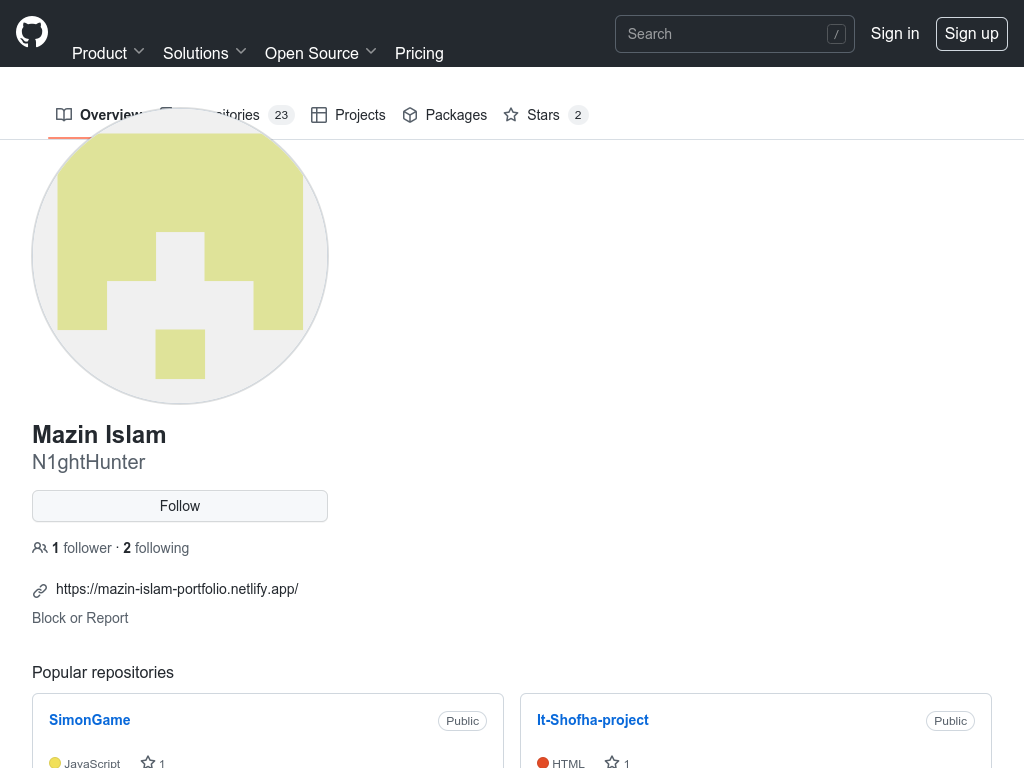 Product Solutions Open Source Pricing Search / Sign in Sign up
Overview 23 Projects Packages Stars 2
Mazin Islam
N1ghtHunter
Follow
1 follower · 2 following
https://mazin-islam-portfolio.netlify.app/
Block or Report
Popular repositories
SimonGame Public
It-Shofha-project Public
JavaScript 1
HTML 1